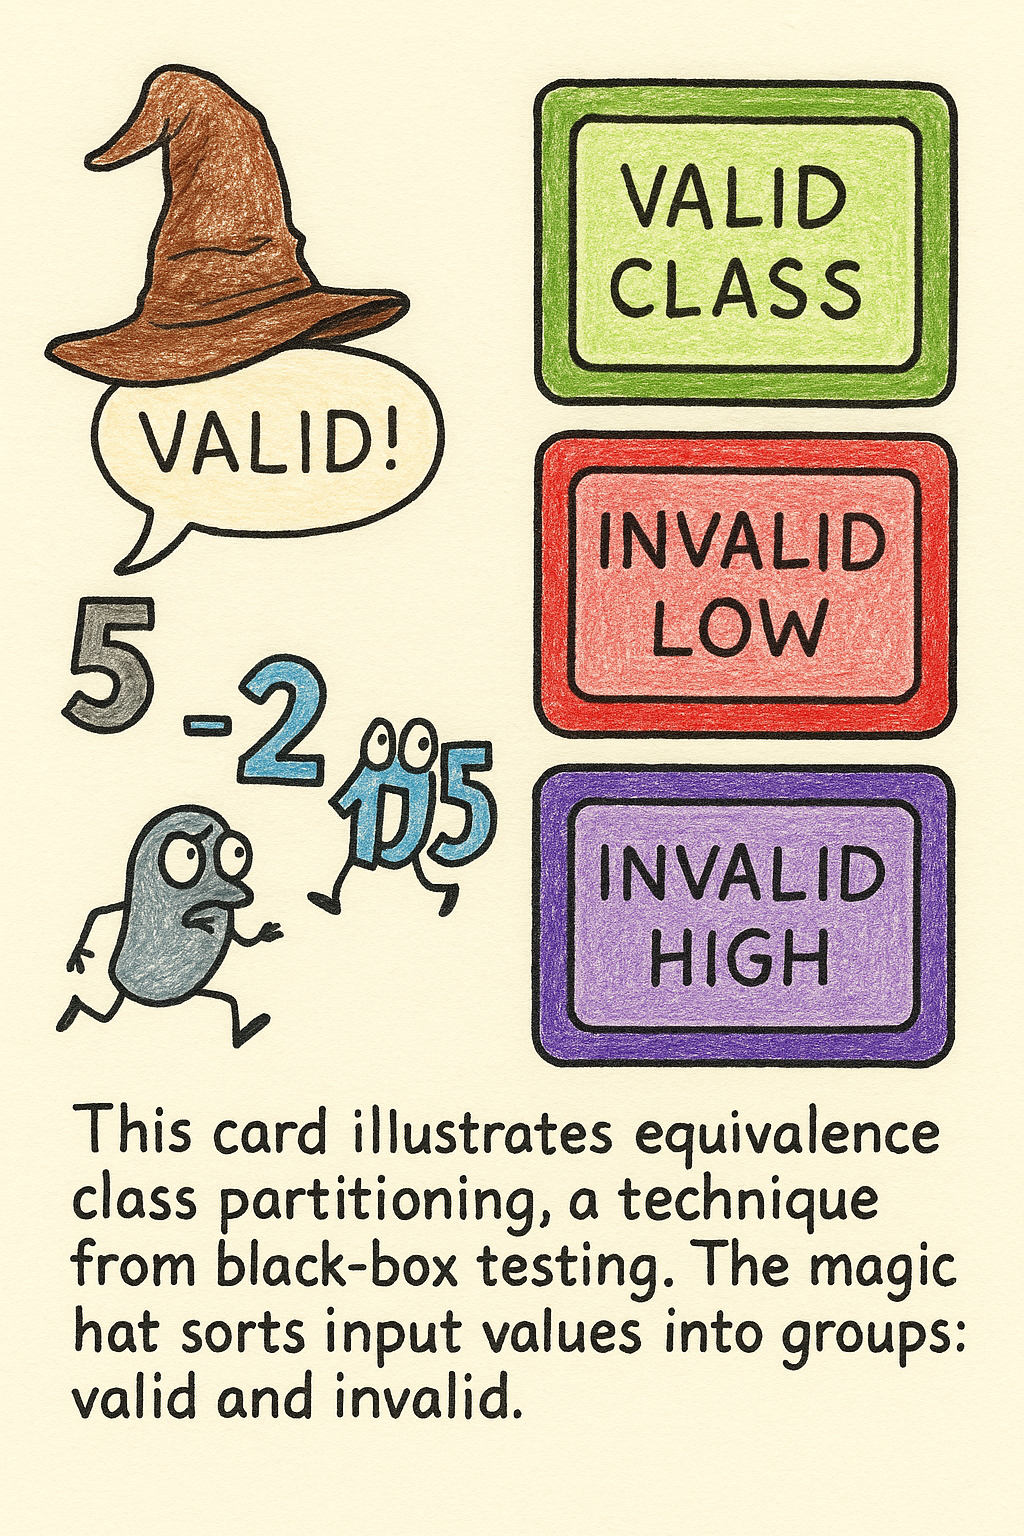 VALID!
5
-2
105
VALID
CLASS
INVALID
LOW
INVALID
HIGH
This card illustrates equivalence
class partitioning, a technique
from black-box testing. The magic
hat sorts input values into groups:
valid and invalid.